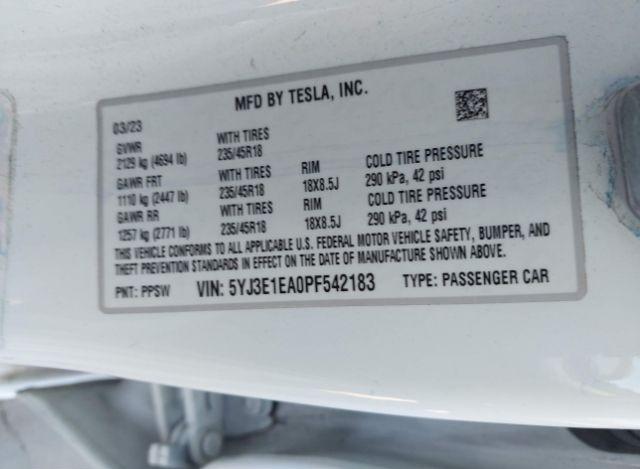 MFD BY TESLA, INC.
03/23
GVWR WITH TIRES
2129 kg (4694 lb) 235/45R18
GAWR FRT WITH TIRES RIM COLD TIRE PRESSURE
1110 kg (2447 lb) 235/45R18 18X8.5J 290 kPa, 42 psi
GAWR RR WITH TIRES RIM COLD TIRE PRESSURE
1257 kg (2771 lb) 235/45R18 18X8.5J 290 kPa, 42 psi
THIS VEHICLE CONFORMS TO ALL APPLICABLE U.S. FEDERAL MOTOR VEHICLE SAFETY, BUMPER, AND
THEFT PREVENTION STANDARDS IN EFFECT ON THE DATE OF MANUFACTURE SHOWN ABOVE.
PNT: PPSW VIN: 5YJ3E1EA0PF542183 TYPE: PASSENGER CAR